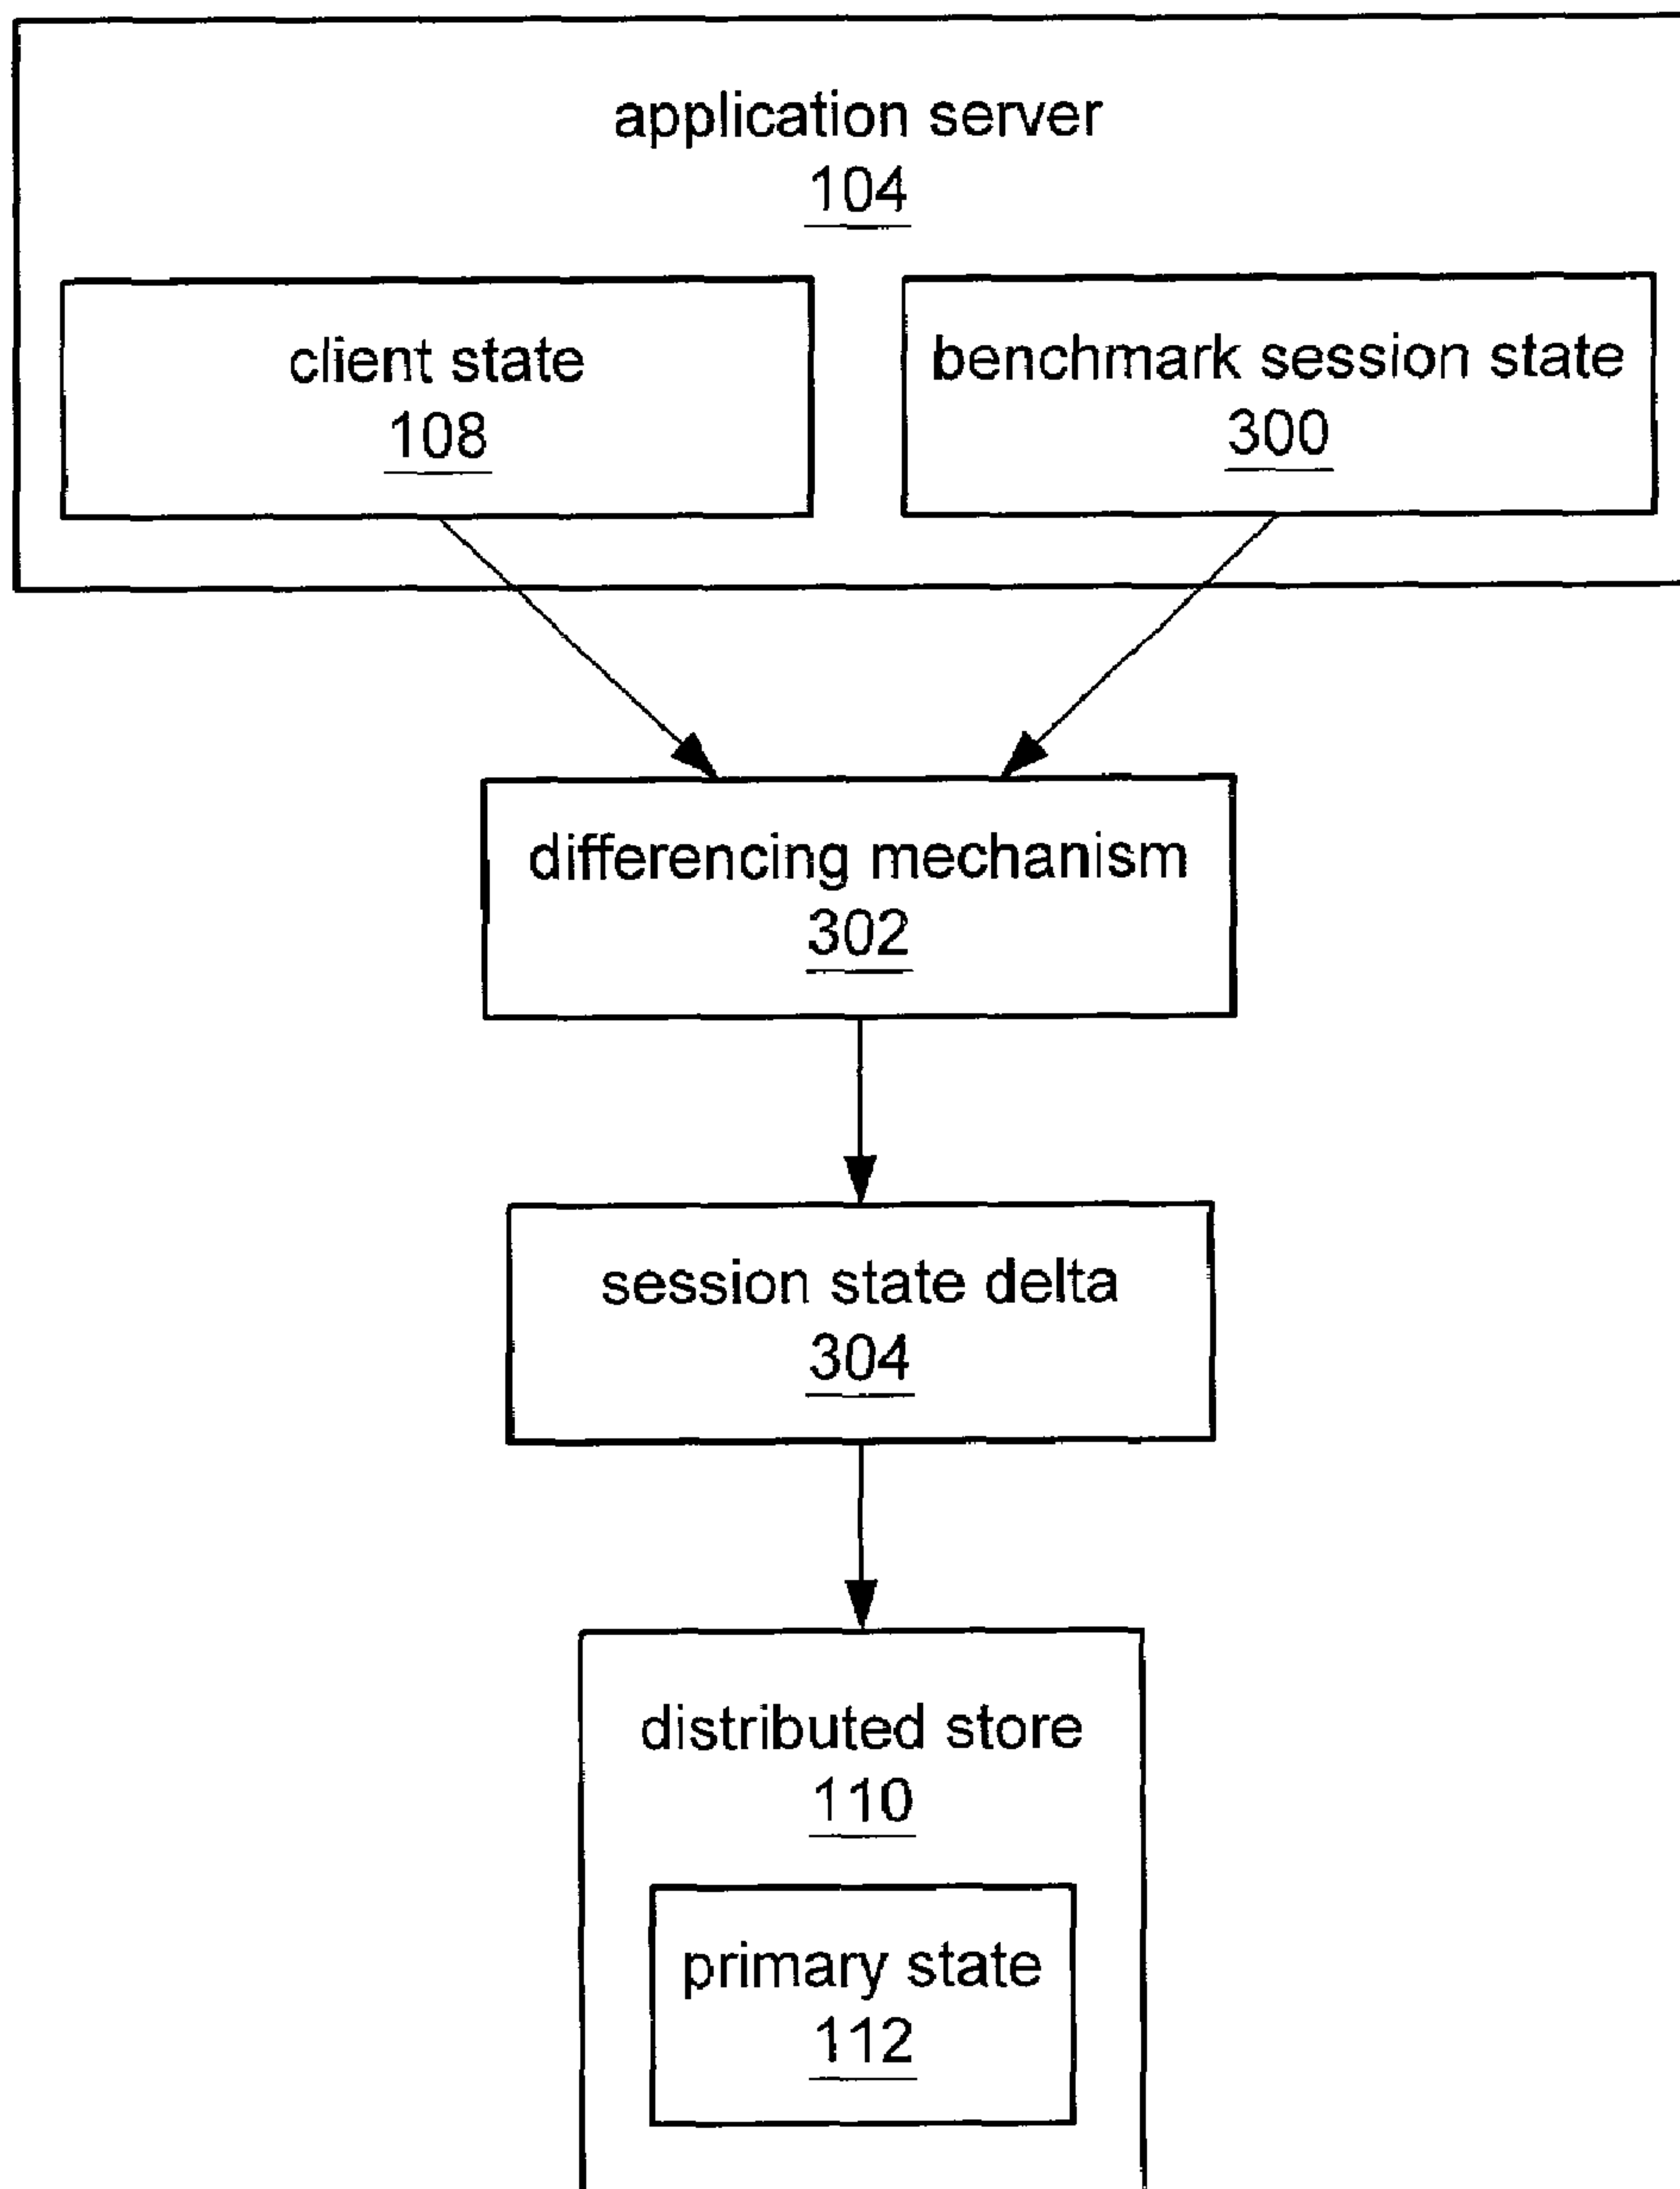 application server
104
client state
108
benchmark session state
300
differencing mechanism
302
session state delta
304
distributed store
110
primary state
112